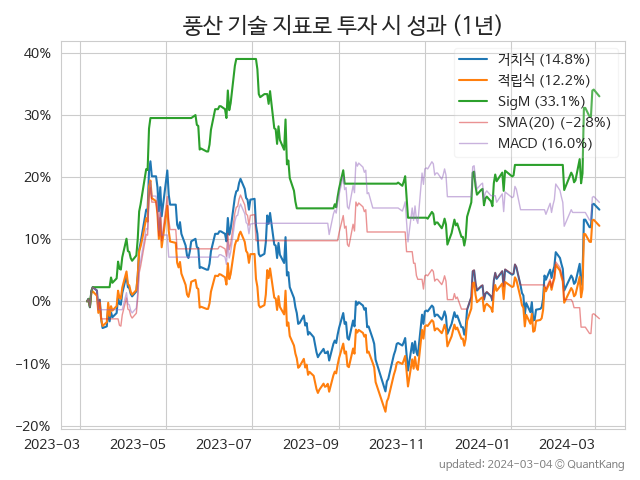 풍산 기술 지표로 투자 시 성과 (1년)
거치식 (14.8%)
적립식 (12.2%)
SigM (33.1%)
SMA(20) (−2.8%)
MACD (16.0%)
40%
30%
20%
10%
0%
−10%
−20%
2023-03
2023-05
2023-07
2023-09
2023-11
2024-01
2024-03
updated: 2024-03-04 © QuantKang